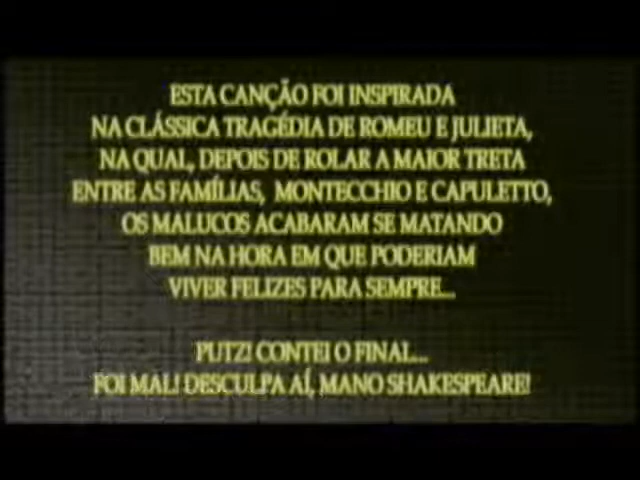 ESTA CANÇÃO FOI INSPIRADA
NA CLÁSSICA TRAGÉDIA DE ROMEU E JULIETA,
NA QUAL, DEPOIS DE ROLAR A MAIOR TRETA
ENTRE AS FAMÍLIAS, MONTECCHIO E CAPULETTO,
OS MALUCOS ACABARAM SE MATANDO
BEM NA HORA EM QUE PODERIAM
VIVER FELIZES PARA SEMPRE...
PUTZ! CONTEI O FINAL...
FOI MAL! DESCULPA AÍ, MANO SHAKESPEARE!